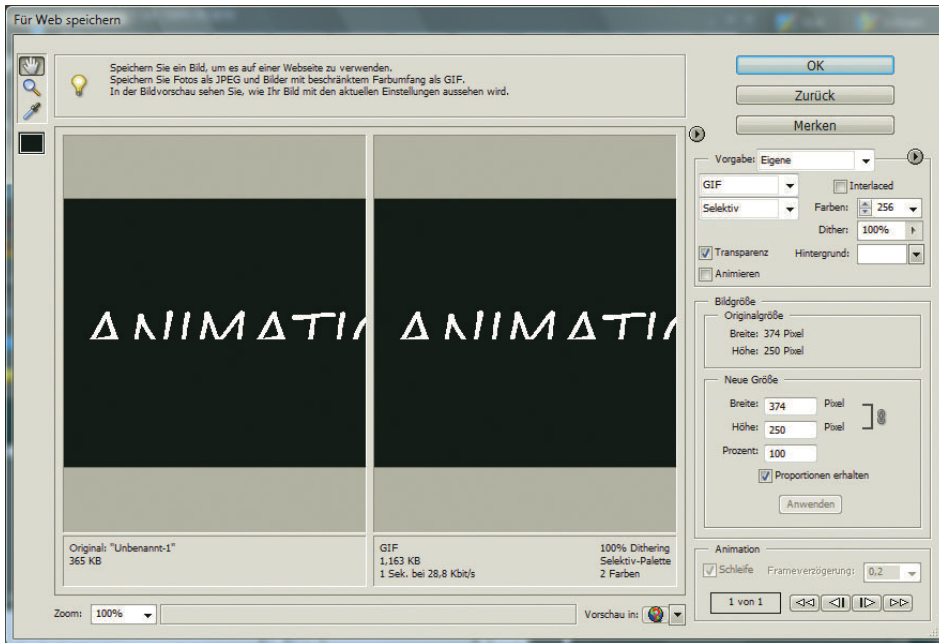 Für Web speichern
Speichern Sie ein Bild, um es auf einer Webseite zu verwenden.
Speichern Sie Fotos als JPEG und Bilder mit beschränktem Farbumfang als GIF.
In der Bildvorschau sehen Sie, wie Ihr Bild mit den aktuellen Einstellungen aussehen wird.
OK
Zurück
Merken
Vorgabe: Eigene
GIF
Interlaced
Selektiv
Farben: 256
Dither: 100%
Transparenz
Hintergrund:
Animieren
ANIMATI
ANIMATI
Bildgröße
Originalgröße
Breite: 374 Pixel
Höhe: 250 Pixel
Neue Größe
Breite: 374 Pixel
Höhe: 250 Pixel
Prozent: 100
Proportionen erhalten
Anwenden
Original: "Unbenannt-1"
365 KB
GIF
1,163 KB
1 Sek. bei 28,8 Kbit/s
100% Dithering
Selektiv-Palette
2 Farben
Animation
Schleife Frameverzögerung: 0,2
1 von 1
Zoom: 100%
Vorschau in: